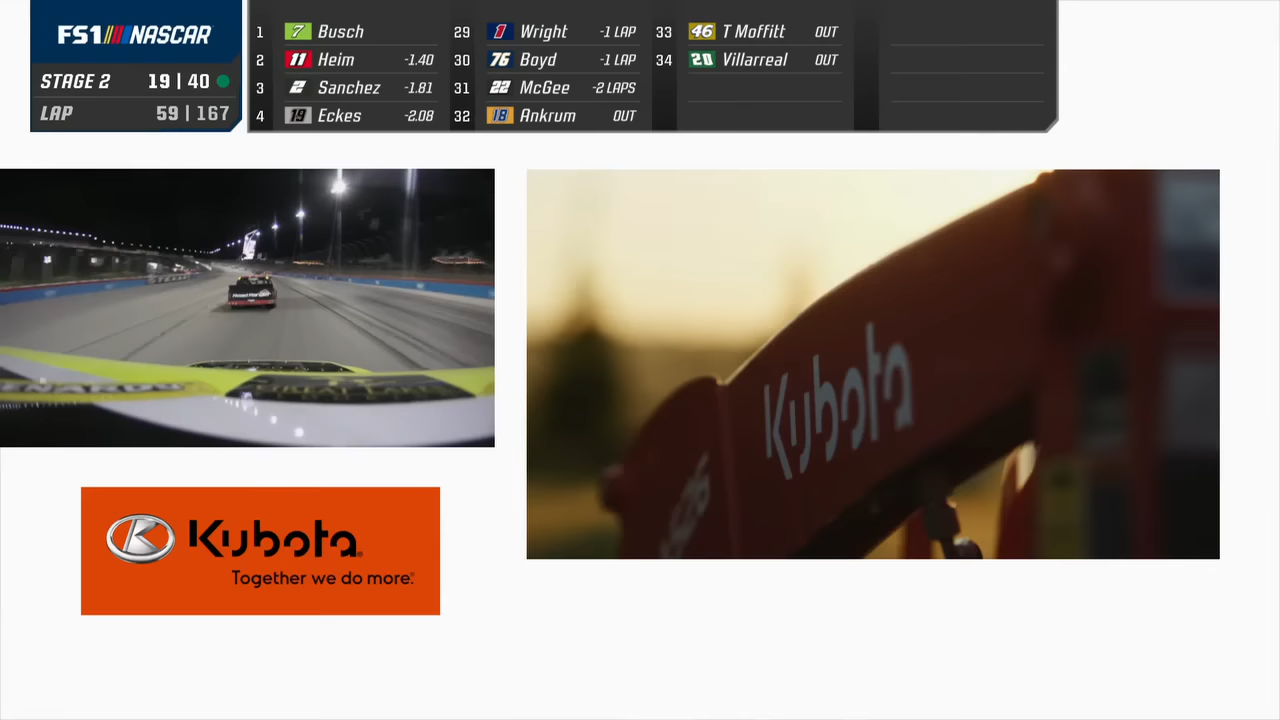 FS1 NASCAR
STAGE 2 19 | 40
LAP 59 | 167
1 7 Busch
2 11 Heim -1.40
3 2 Sanchez -1.81
4 19 Eckes -2.08
29 1 Wright -1 LAP
30 76 Boyd -1 LAP
31 22 McGee -2 LAPS
32 18 Ankrum OUT
33 46 T Moffitt OUT
34 20 Villarreal OUT
Kubota
Kubota
Together we do more.